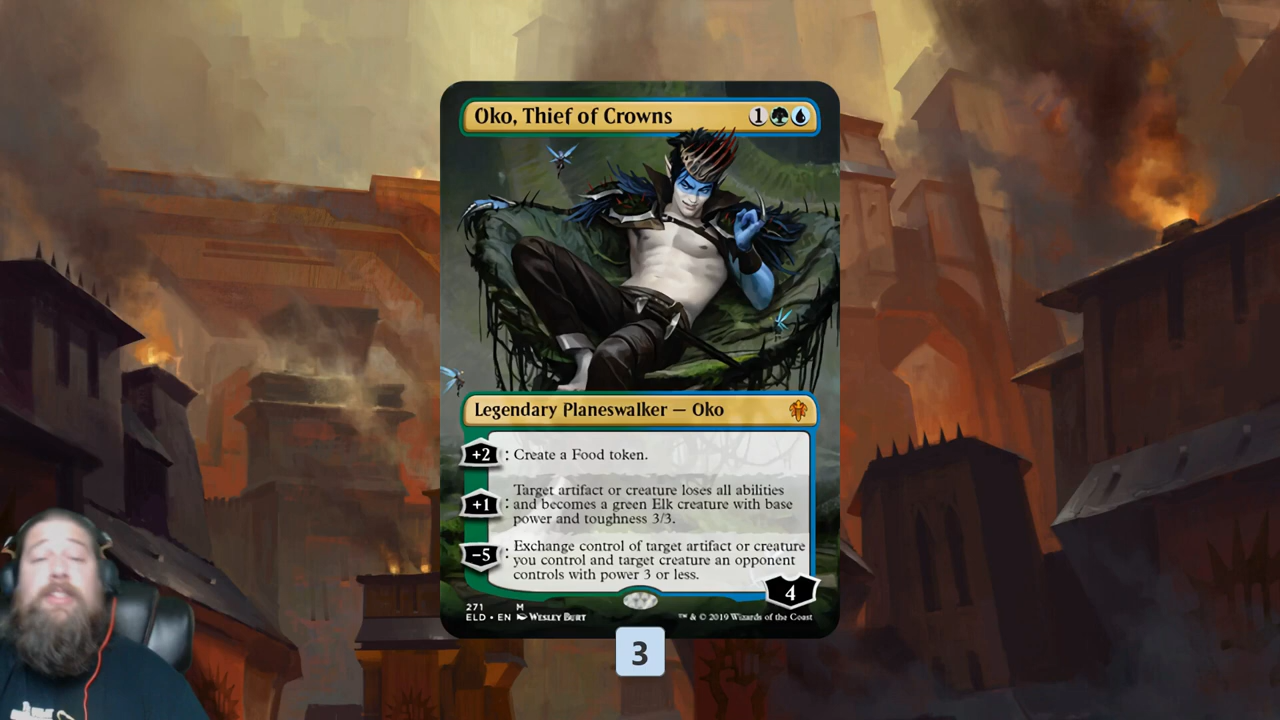 Oko, Thief of Crowns
1
Legendary Planeswalker — Oko
+2 : Create a Food token.
+1 : Target artifact or creature loses all abilities
and becomes a green Elk creature with base
power and toughness 3/3.
−5 : Exchange control of target artifact or creature
you control and target creature an opponent
controls with power 3 or less.
4
271 M
ELD • EN Wesley Burt
™ & © 2019 Wizards of the Coast
3